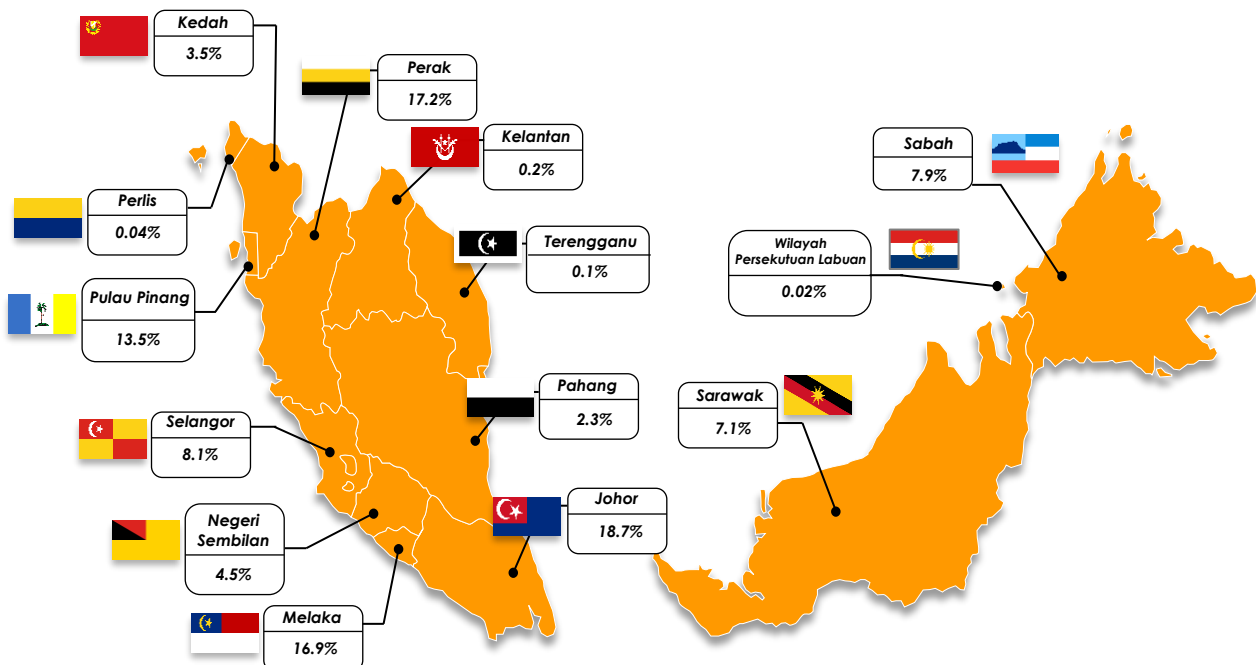 Kedah
3.5%
Perak
17.2%
Kelantan
0.2%
Sabah
7.9%
Perlis
0.04%
Terengganu
0.1%
Wilayah
Persekutuan Labuan
0.02%
Pulau Pinang
13.5%
Pahang
2.3%
Sarawak
7.1%
Selangor
8.1%
Johor
18.7%
Negeri
Sembilan
4.5%
Melaka
16.9%